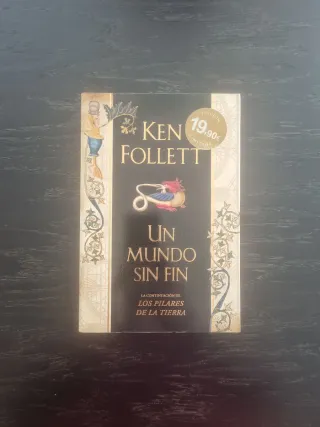 KEN
FOLLETT
19,90€
UN
MUNDO
SIN FIN
LA CONTINUACIÓN DE
LOS PILARES
DE LA TIERRA